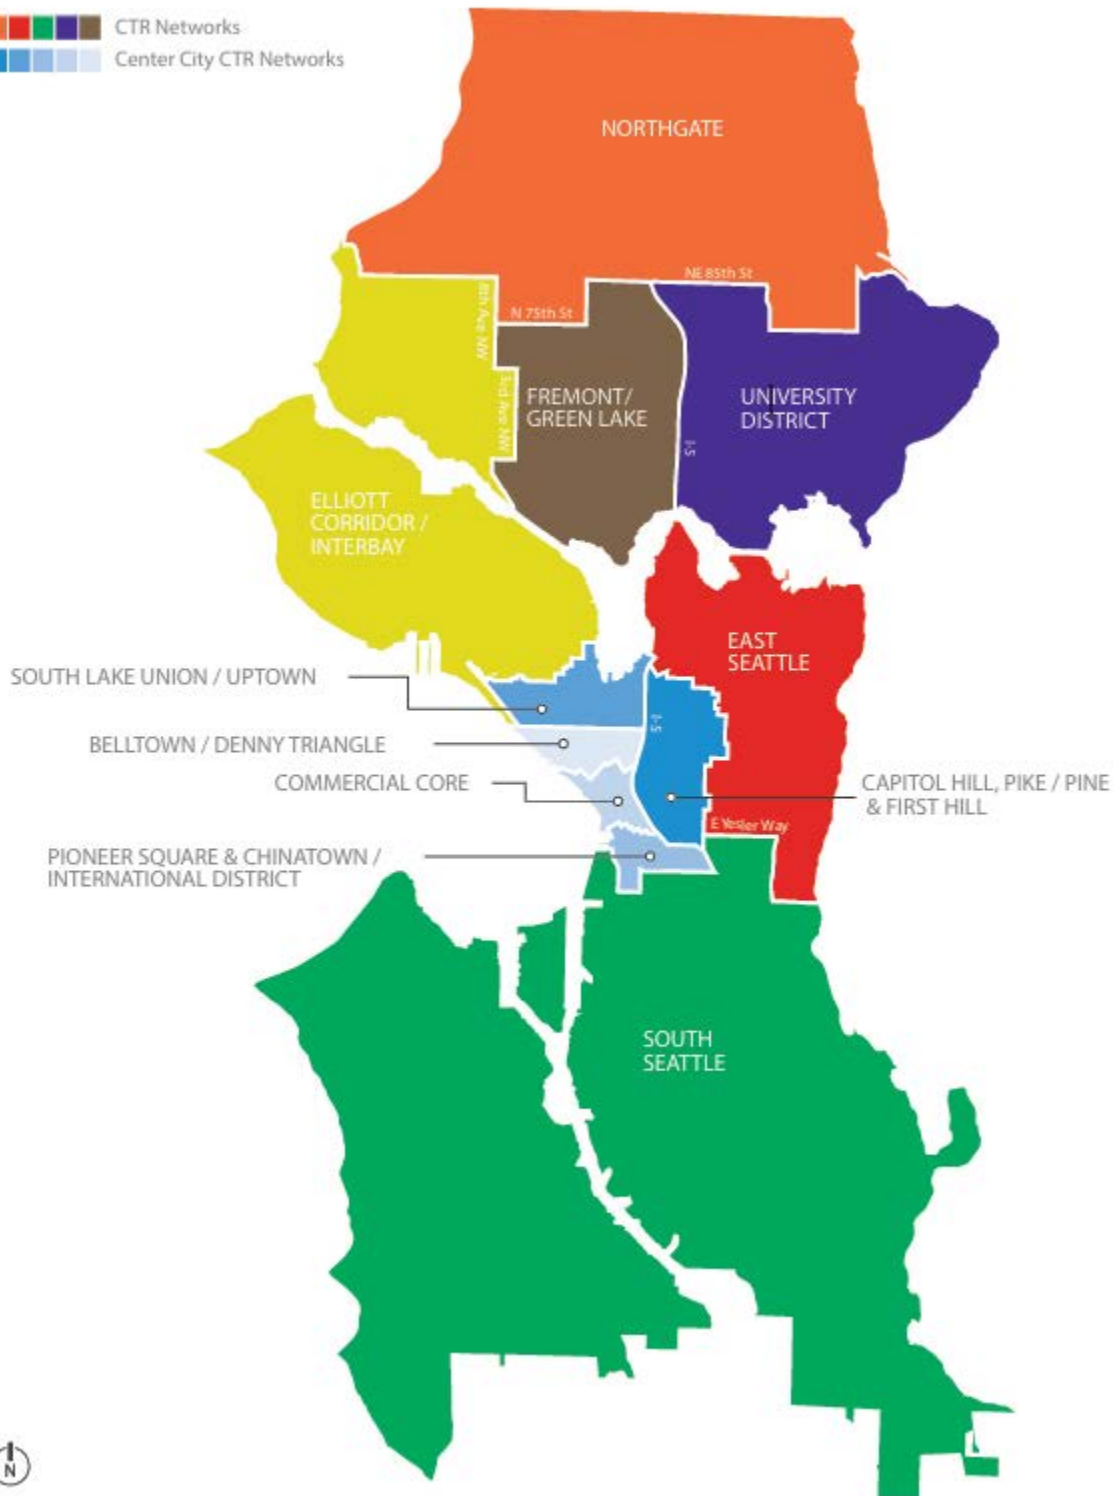 CTR Networks
Center City CTR Networks
NORTHGATE
NE 85th St
8th Ave NW
N 75th St
3rd Ave NW
FREMONT/
GREEN LAKE
UNIVERSITY
DISTRICT
I-5
ELLIOTT
CORRIDOR /
INTERBAY
EAST
SEATTLE
SOUTH LAKE UNION / UPTOWN
I-5
BELLTOWN / DENNY TRIANGLE
COMMERCIAL CORE
CAPITOL HILL, PIKE / PINE
& FIRST HILL
E Yesler Way
PIONEER SQUARE & CHINATOWN /
INTERNATIONAL DISTRICT
SOUTH
SEATTLE
N